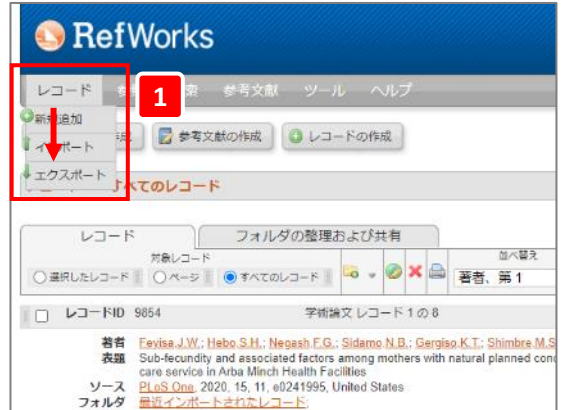 RefWorks
レコード 参考文献 ツール ヘルプ
1
新規追加
インポート
エクスポート
参考文献の作成 レコードの作成
すべてのレコード
レコード フォルダの整理および共有
対象レコード 並べ替え
選択したレコード ページ すべてのレコード 著者、第1
レコードID 9854 学術論文 レコード 1 の 8
著者 Feyisa,J.W.; Hebo,S.H.; Negash,F.G.; Sidamo,N.B.; Gergiso,K.T.; Shimbre,M.S
表題 Sub-fecundity and associated factors among mothers with natural planned conc
care service in Arba Minch Health Facilities
ソース PLoS One, 2020, 15, 11, e0241995, United States
フォルダ 最近インポートされたレコード;